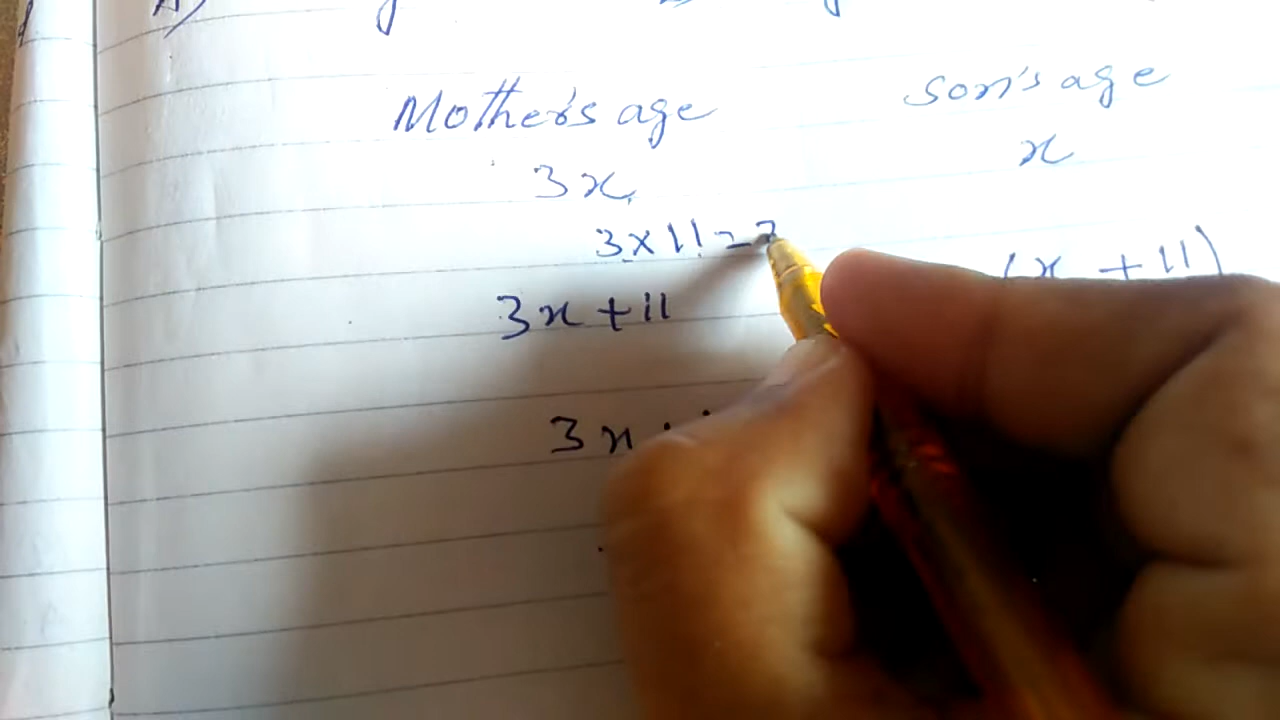 Mother's age Son's age
3x x
3x11=3
3x+11 (x +11)
3x